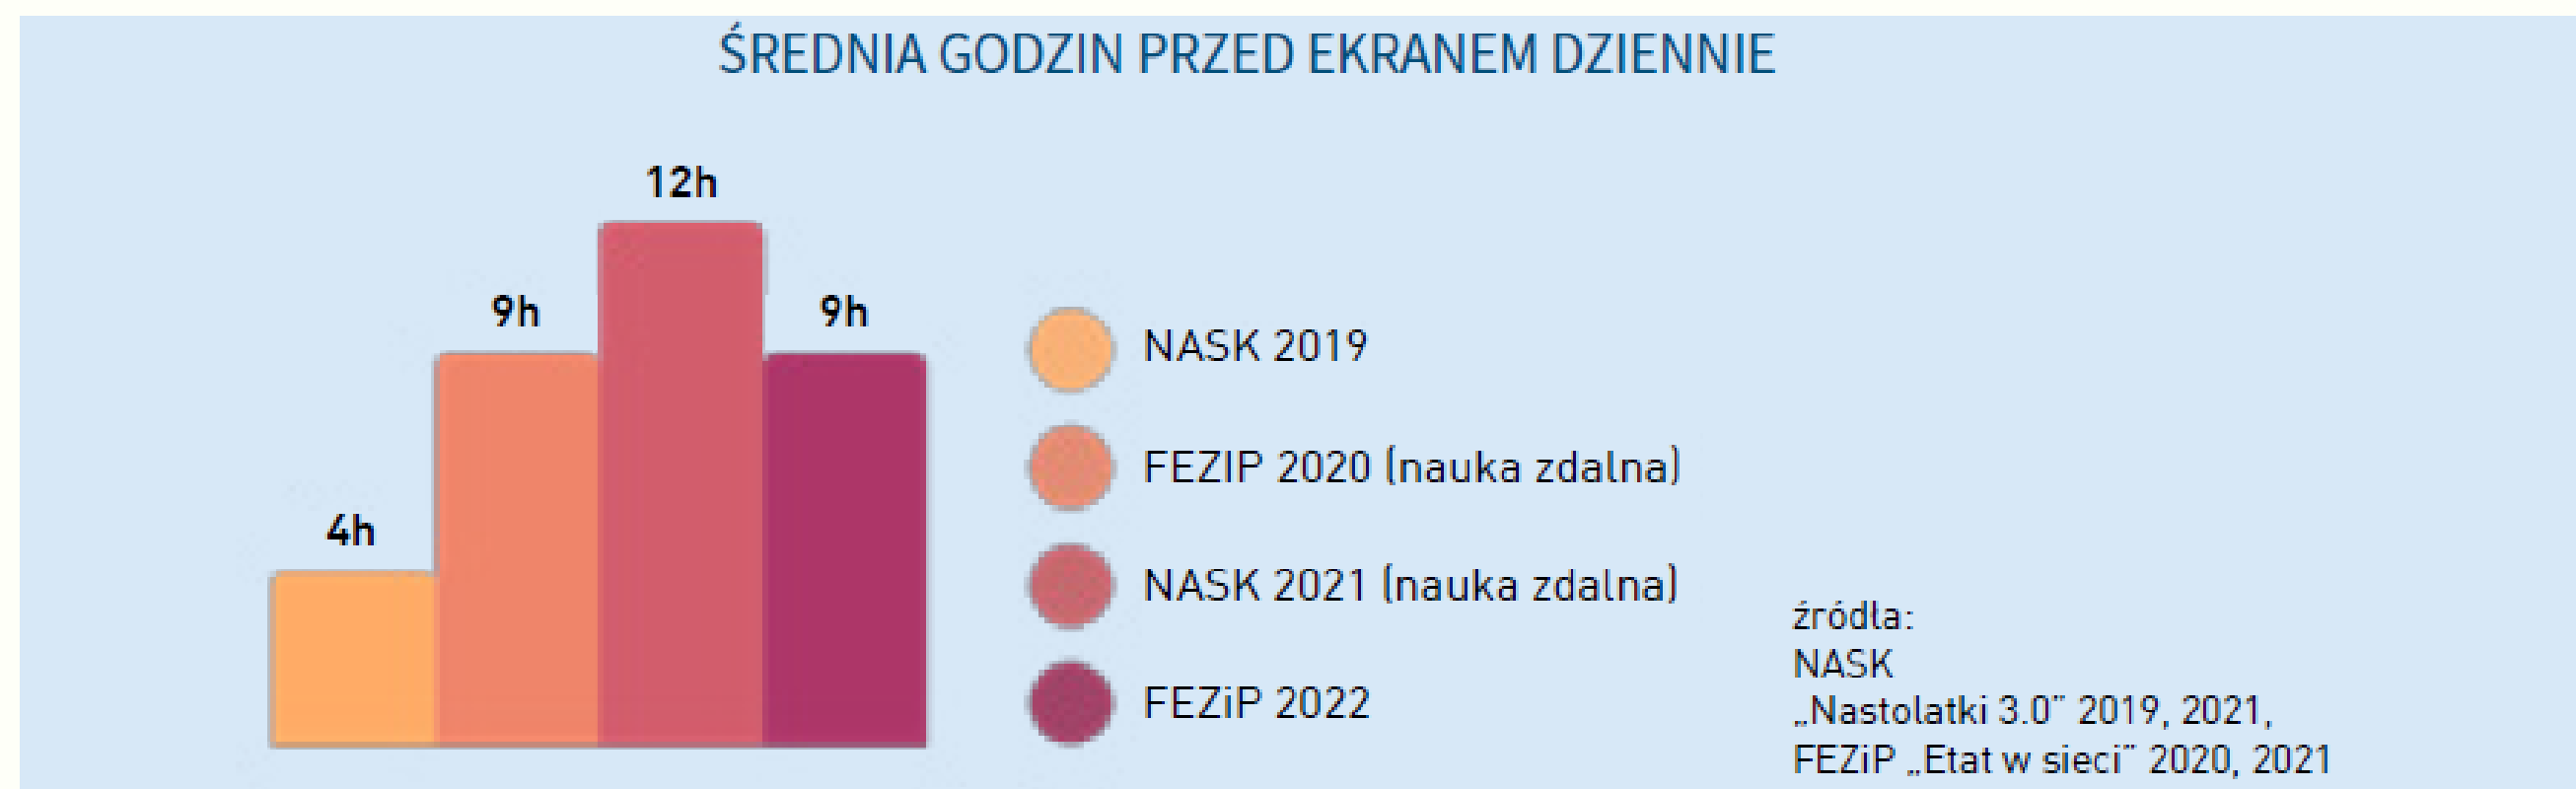 ŚREDNIA GODZIN PRZED EKRANEM DZIENNIE
12h
9h
9h
4h
NASK 2019
FEZIP 2020 (nauka zdalna)
NASK 2021 (nauka zdalna)
FEZiP 2022
źródła:
NASK
„Nastolatki 3.0” 2019, 2021,
FEZiP „Etat w sieci” 2020, 2021